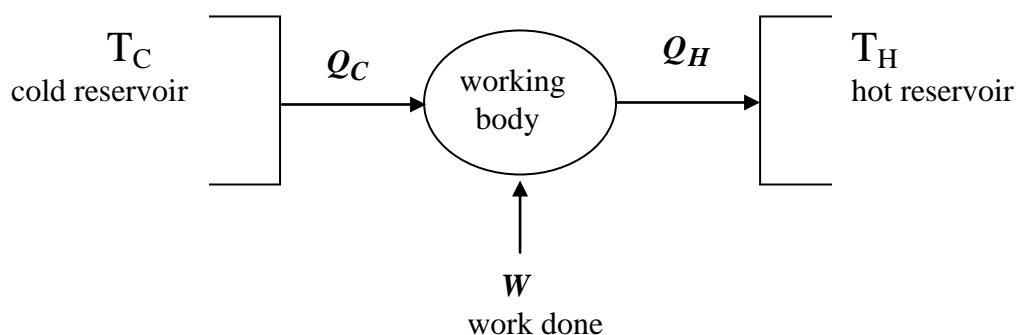 T_C
cold reservoir
Q_C
working
body
Q_H
T_H
hot reservoir
W
work done